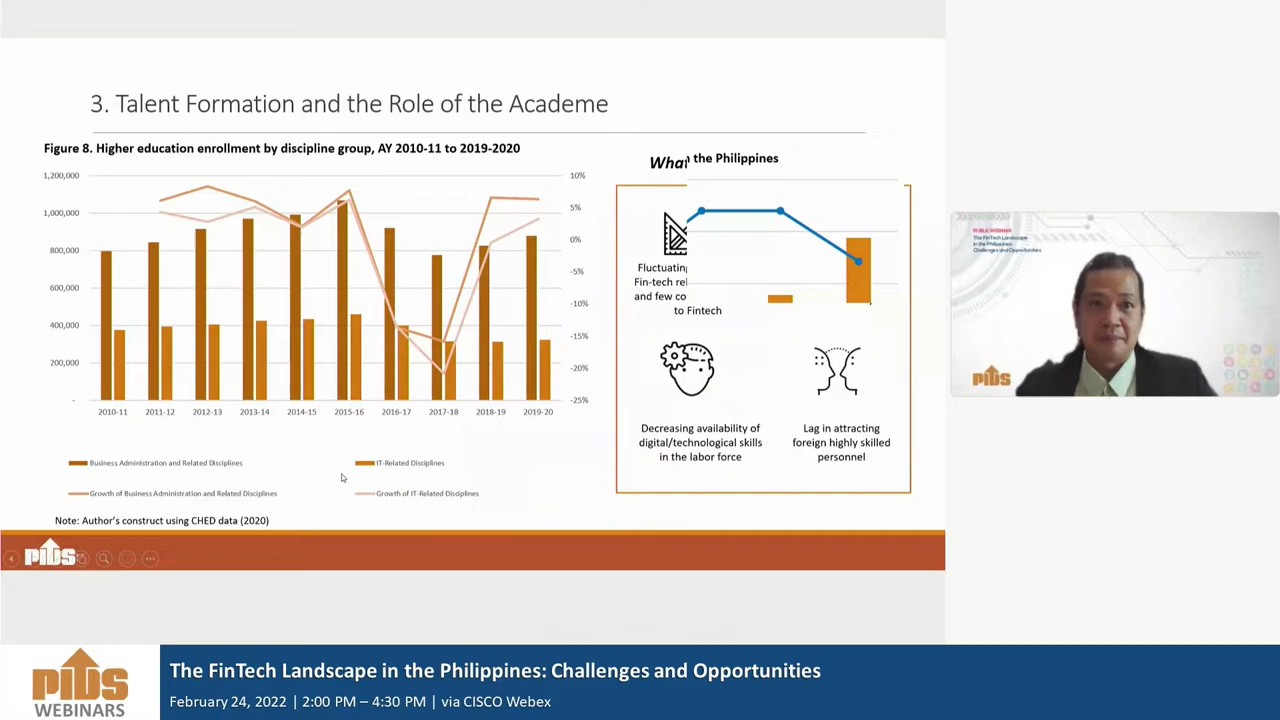 3. Talent Formation and the Role of the Academe
Figure 8. Higher education enrollment by discipline group, AY 2010-11 to 2019-2020
1,200,000
1,000,000
800,000
600,000
400,000
200,000
-
10%
5%
0%
-5%
-10%
-15%
-20%
-25%
2010-11 2011-12 2012-13 2013-14 2014-15 2015-16 2016-17 2017-18 2018-19 2019-20
Business Administration and Related Disciplines
IT-Related Disciplines
Growth of Business Administration and Related Disciplines
Growth of IT-Related Disciplines
Note: Author's construct using CHED data (2020)
the Philippines
Fluctuating
Fin-tech
and few
to Fintech
Decreasing availability of
digital/technological skills
in the labor force
Lag in attracting
foreign highly skilled
personnel
PIDS
PUBLIC WEBINAR
The FinTech Landscape
in the Philippines:
Challenges and Opportunities
PIDS
PIDS
WEBINARS
The FinTech Landscape in the Philippines: Challenges and Opportunities
February 24, 2022 | 2:00 PM – 4:30 PM | via CISCO Webex